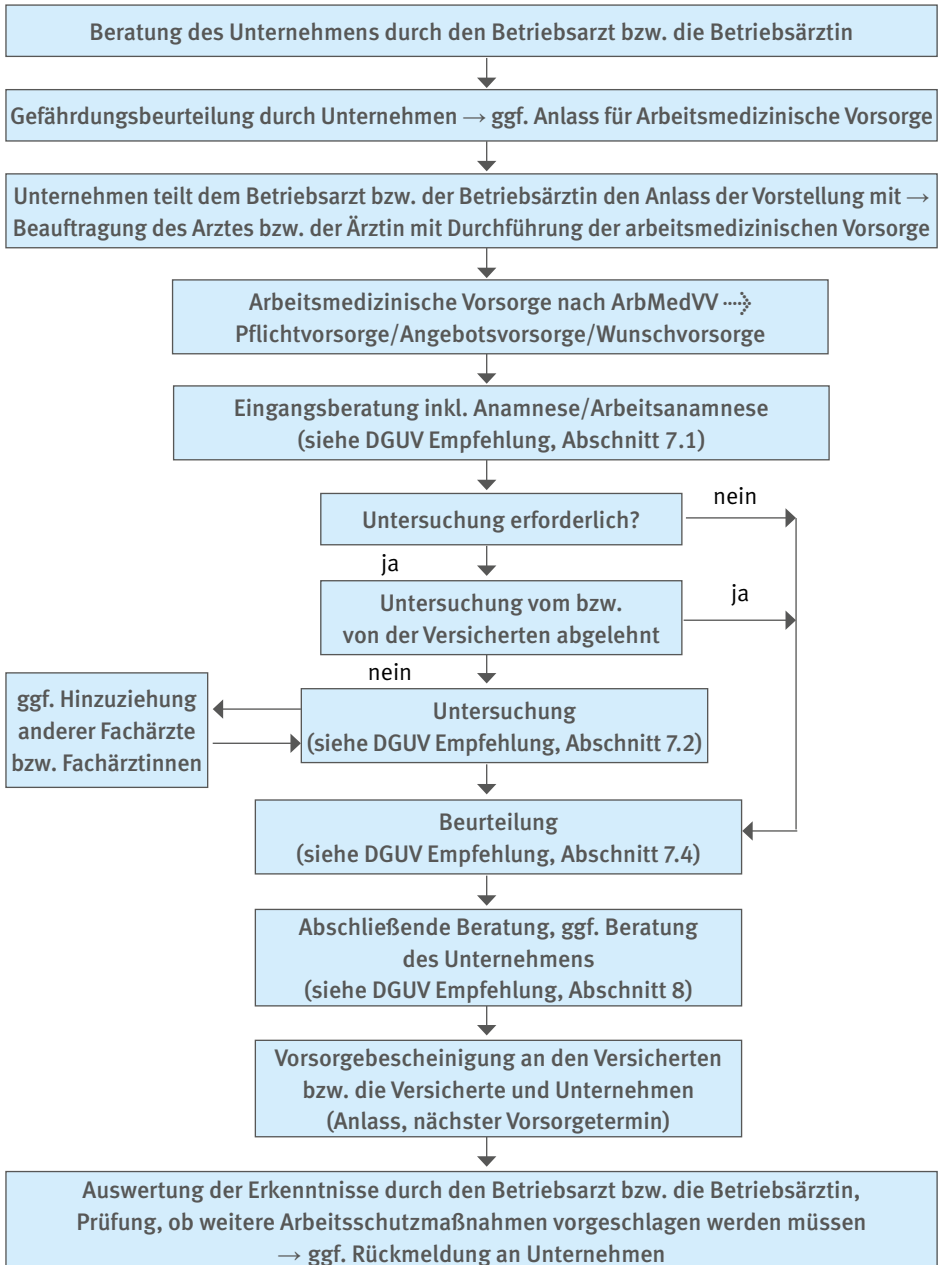 Beratung des Unternehmens durch den Betriebsarzt bzw. die Betriebsärztin
Gefährdungsbeurteilung durch Unternehmen → ggf. Anlass für Arbeitsmedizinische Vorsorge
Unternehmen teilt dem Betriebsarzt bzw. der Betriebsärztin den Anlass der Vorstellung mit →
Beauftragung des Arztes bzw. der Ärztin mit Durchführung der arbeitsmedizinischen Vorsorge
Arbeitsmedizinische Vorsorge nach ArbMedVV ⤑
Pflichtvorsorge/Angebotsvorsorge/Wunschvorsorge
Eingangsberatung inkl. Anamnese/Arbeitsanamnese
(siehe DGUV Empfehlung, Abschnitt 7.1)
nein
Untersuchung erforderlich?
ja
Untersuchung vom bzw.
von der Versicherten abgelehnt
ja
nein
ggf. Hinzuziehung
anderer Fachärzte
bzw. Fachärztinnen
Untersuchung
(siehe DGUV Empfehlung, Abschnitt 7.2)
Beurteilung
(siehe DGUV Empfehlung, Abschnitt 7.4)
Abschließende Beratung, ggf. Beratung
des Unternehmens
(siehe DGUV Empfehlung, Abschnitt 8)
Vorsorgebescheinigung an den Versicherten
bzw. die Versicherte und Unternehmen
(Anlass, nächster Vorsorgetermin)
Auswertung der Erkenntnisse durch den Betriebsarzt bzw. die Betriebsärztin,
Prüfung, ob weitere Arbeitsschutzmaßnahmen vorgeschlagen werden müssen
→ ggf. Rückmeldung an Unternehmen